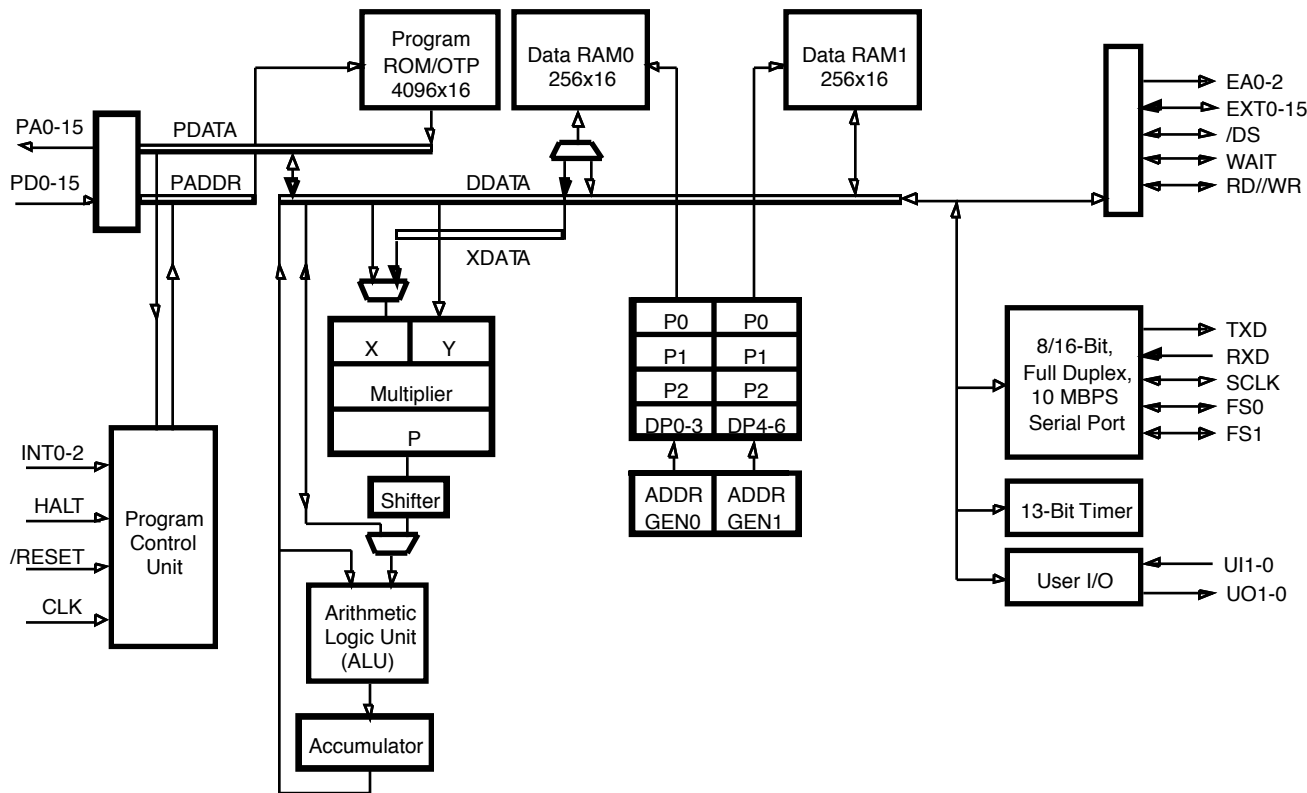 Program
ROM/OTP
4096x16
Data RAM0
256x16
Data RAM1
256x16
PA0-15
PD0-15
PDATA
PADDR
DDATA
XDATA
EA0-2
EXT0-15
/DS
WAIT
RD//WR
X
Y
Multiplier
P
Shifter
Arithmetic
Logic Unit
(ALU)
Accumulator
P0
P0
P1
P1
P2
P2
DP0-3
DP4-6
ADDR
GEN0
ADDR
GEN1
INT0-2
HALT
/RESET
CLK
Program
Control
Unit
8/16-Bit,
Full Duplex,
10 MBPS
Serial Port
TXD
RXD
SCLK
FS0
FS1
13-Bit Timer
User I/O
UI1-0
UO1-0